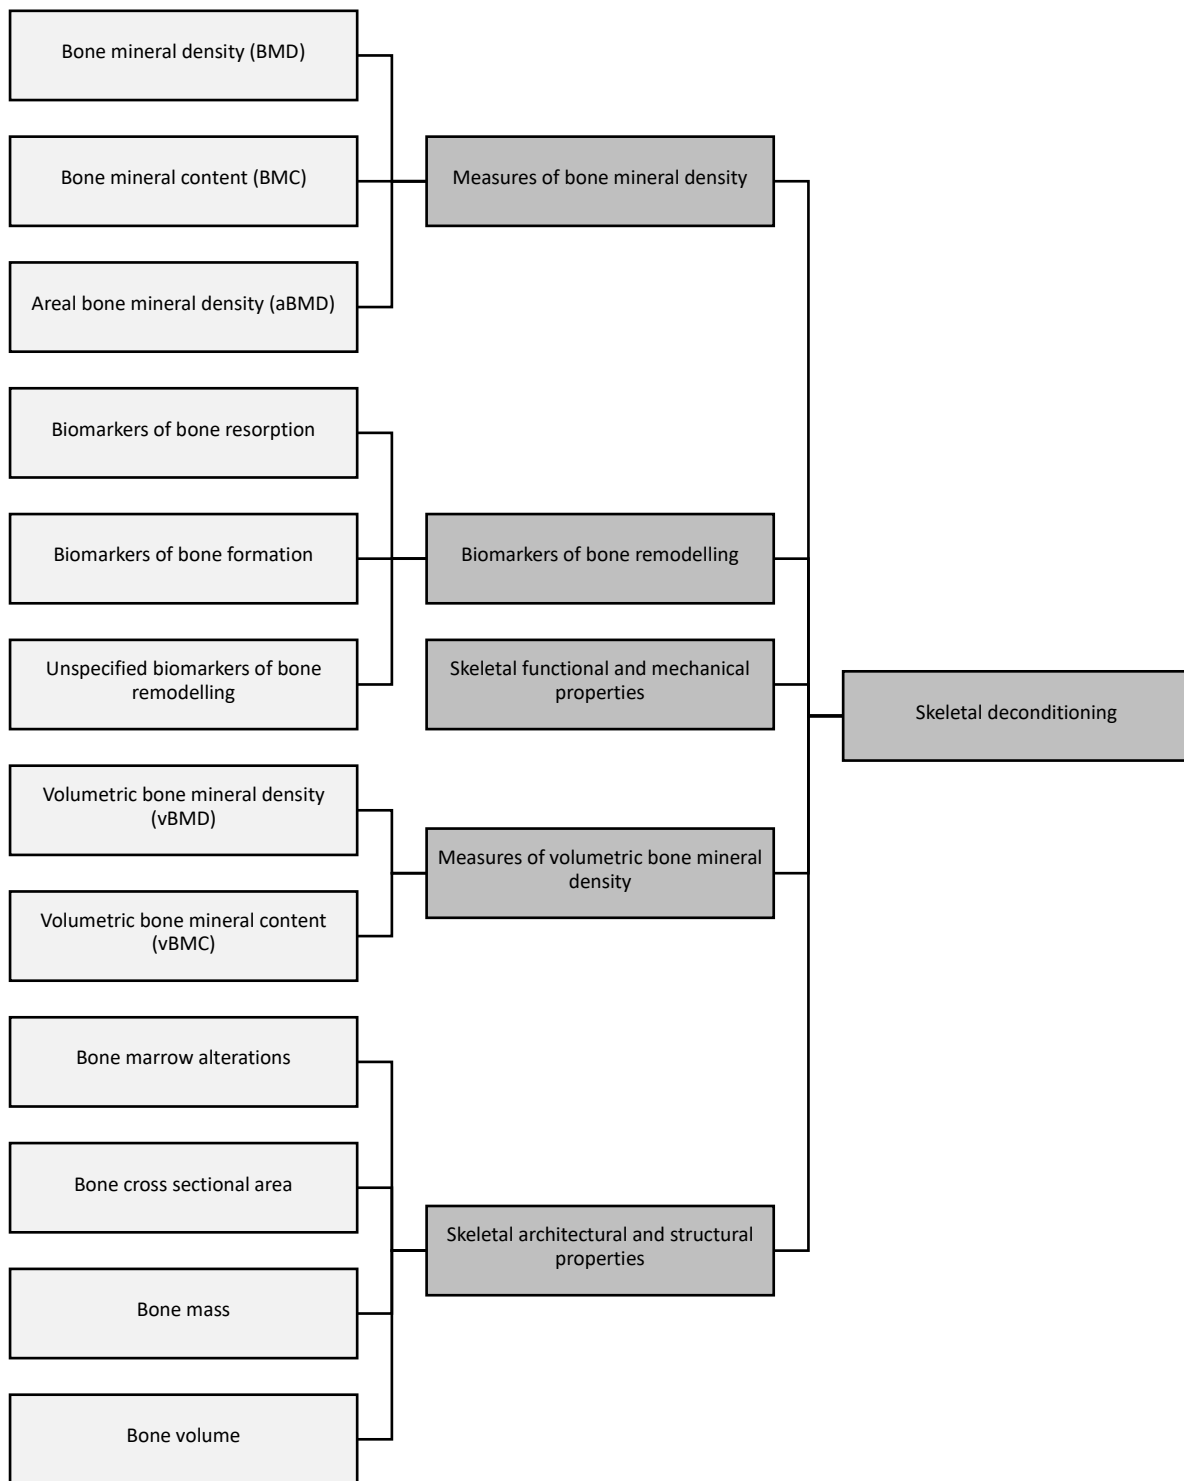 Bone mineral density (BMD)
Bone mineral content (BMC)
Areal bone mineral density (aBMD)
Measures of bone mineral density
Biomarkers of bone resorption
Biomarkers of bone formation
Unspecified biomarkers of bone
remodelling
Biomarkers of bone remodelling
Skeletal functional and mechanical
properties
Skeletal deconditioning
Volumetric bone mineral density
(vBMD)
Volumetric bone mineral content
(vBMC)
Measures of volumetric bone mineral
density
Bone marrow alterations
Bone cross sectional area
Bone mass
Bone volume
Skeletal architectural and structural
properties